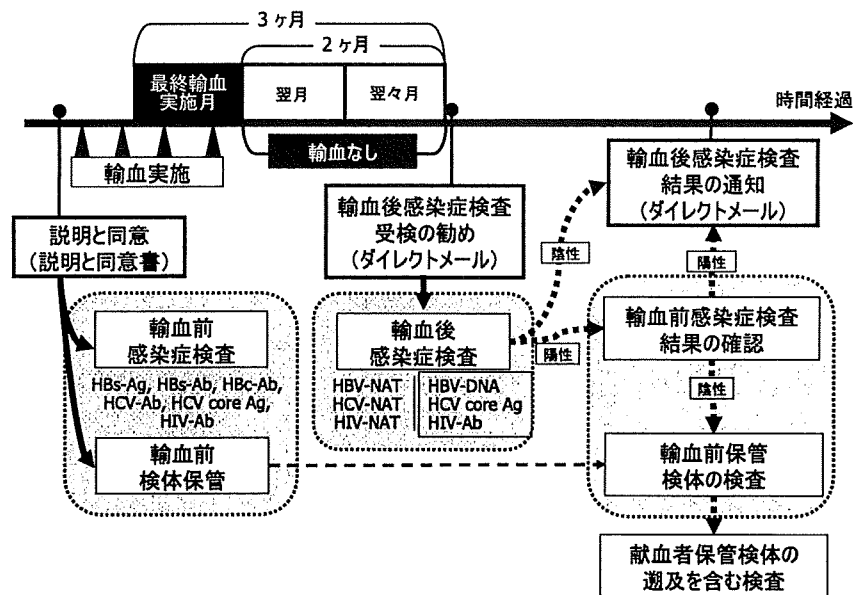 3ヶ月
2ヶ月
最終輸血
実施月
翌月
翌々月
時間経過
輸血なし
輸血実施
説明と同意
(説明と同意書)
輸血後感染症検査
受検の勧め
(ダイレクトメール)
輸血後感染症検査
結果の通知
(ダイレクトメール)
陰性
陽性
陽性
輸血前
感染症検査
HBs-Ag, HBs-Ab, HBc-Ab,
HCV-Ab, HCV core Ag,
HIV-Ab
輸血前
検体保管
輸血後
感染症検査
HBV-NAT
HCV-NAT
HIV-NAT
HBV-DNA
HCV core Ag
HIV-Ab
輸血前感染症検査
結果の確認
陰性
輸血前保管
検体の検査
献血者保管検体の
遡及を含む検査